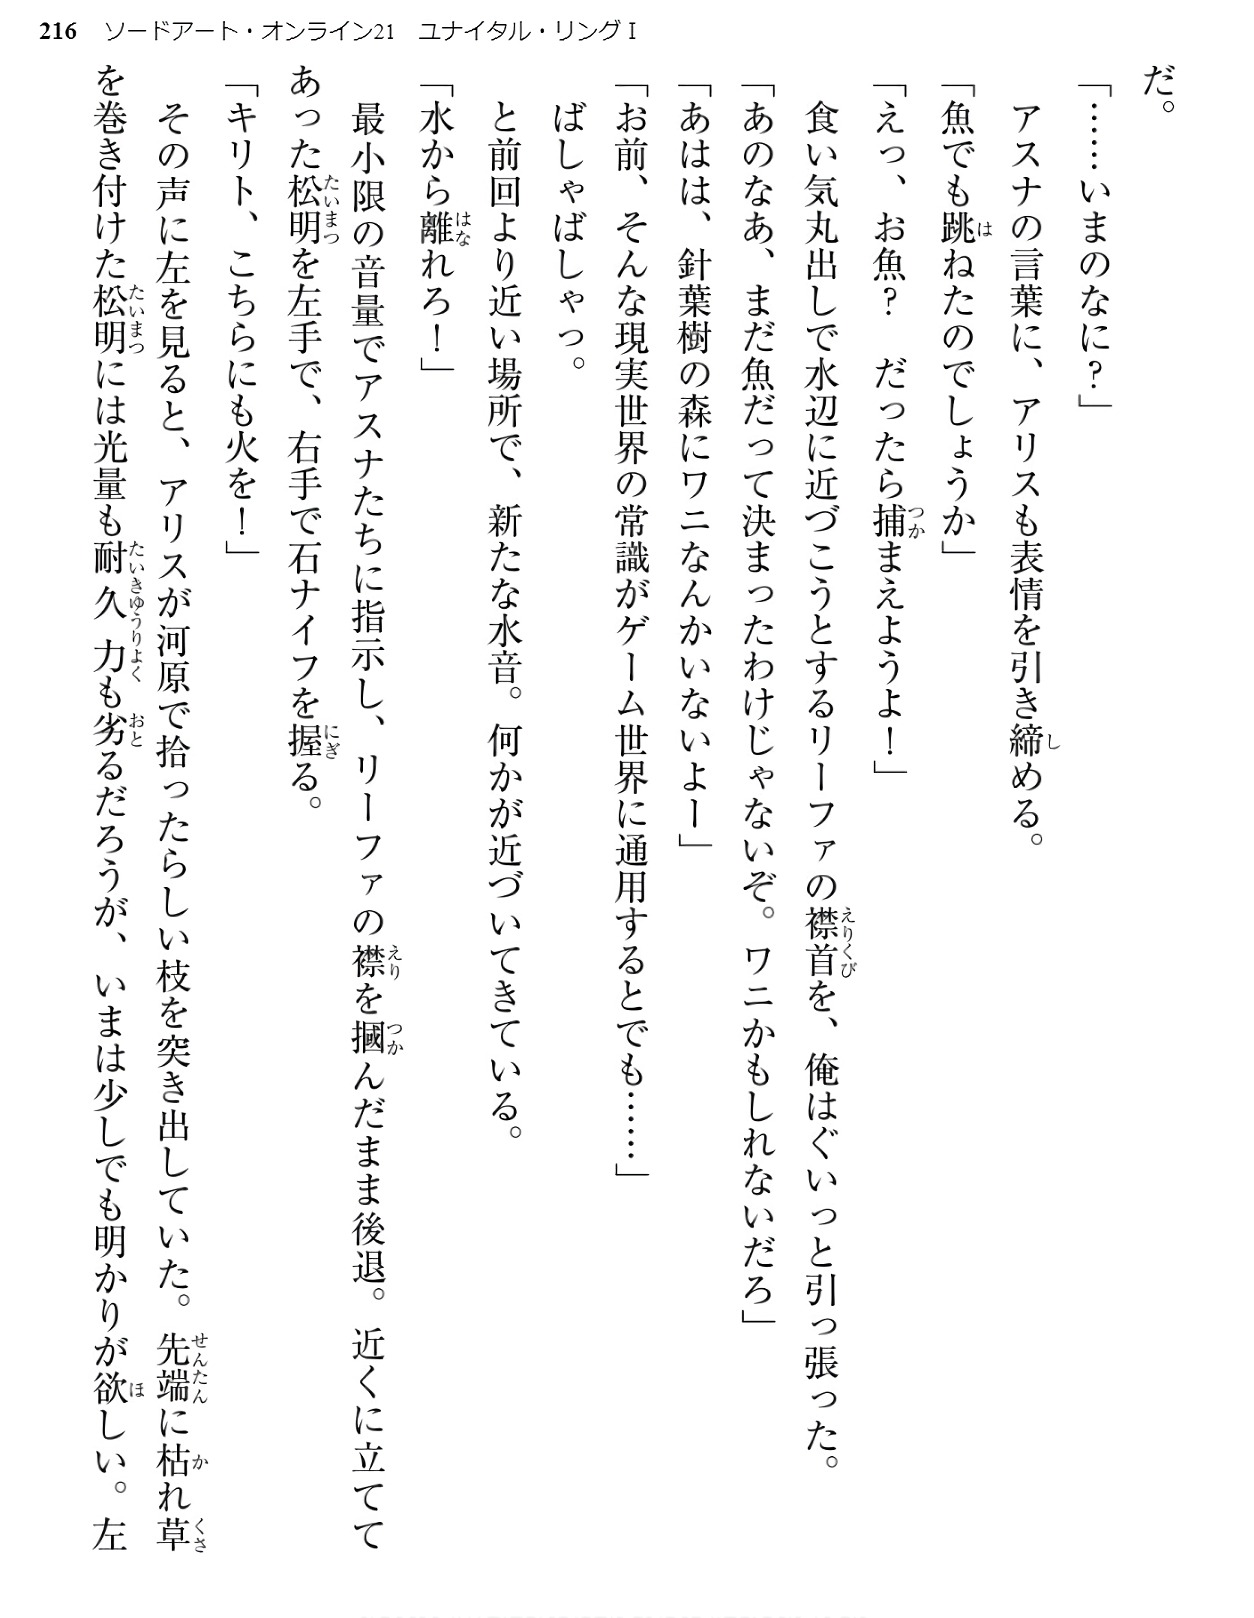 216 ソードアート・オンライン21 ユナイタル・リングⅠ
だ。
「……いまのなに？」
アスナの言葉に、アリスも表情を引き締める。
「魚でも跳ねたのでしょうか」
「えっ、お魚？　だったら捕まえようよ！」
食い気丸出しで水辺に近づこうとするリーファの襟首を、俺はぐいっと引っ張った。
「あのなあ、まだ魚だって決まったわけじゃないぞ。ワニかもしれないだろ」
「あはは、針葉樹の森にワニなんかいないよー」
「お前、そんな現実世界の常識がゲーム世界に通用するとでも……」
ばしゃばしゃっ。
と前回より近い場所で、新たな水音。何かが近づいてきている。
「水から離れろ！」
最小限の音量でアスナたちに指示し、リーファの襟を摑んだまま後退。近くに立てて
あった松明を左手で、右手で石ナイフを握る。
「キリト、こちらにも火を！」
その声に左を見ると、アリスが河原で拾ったらしい枝を突き出していた。先端に枯れ草
を巻き付けた松明には光量も耐久力も劣るだろうが、いまは少しでも明かりが欲しい。左